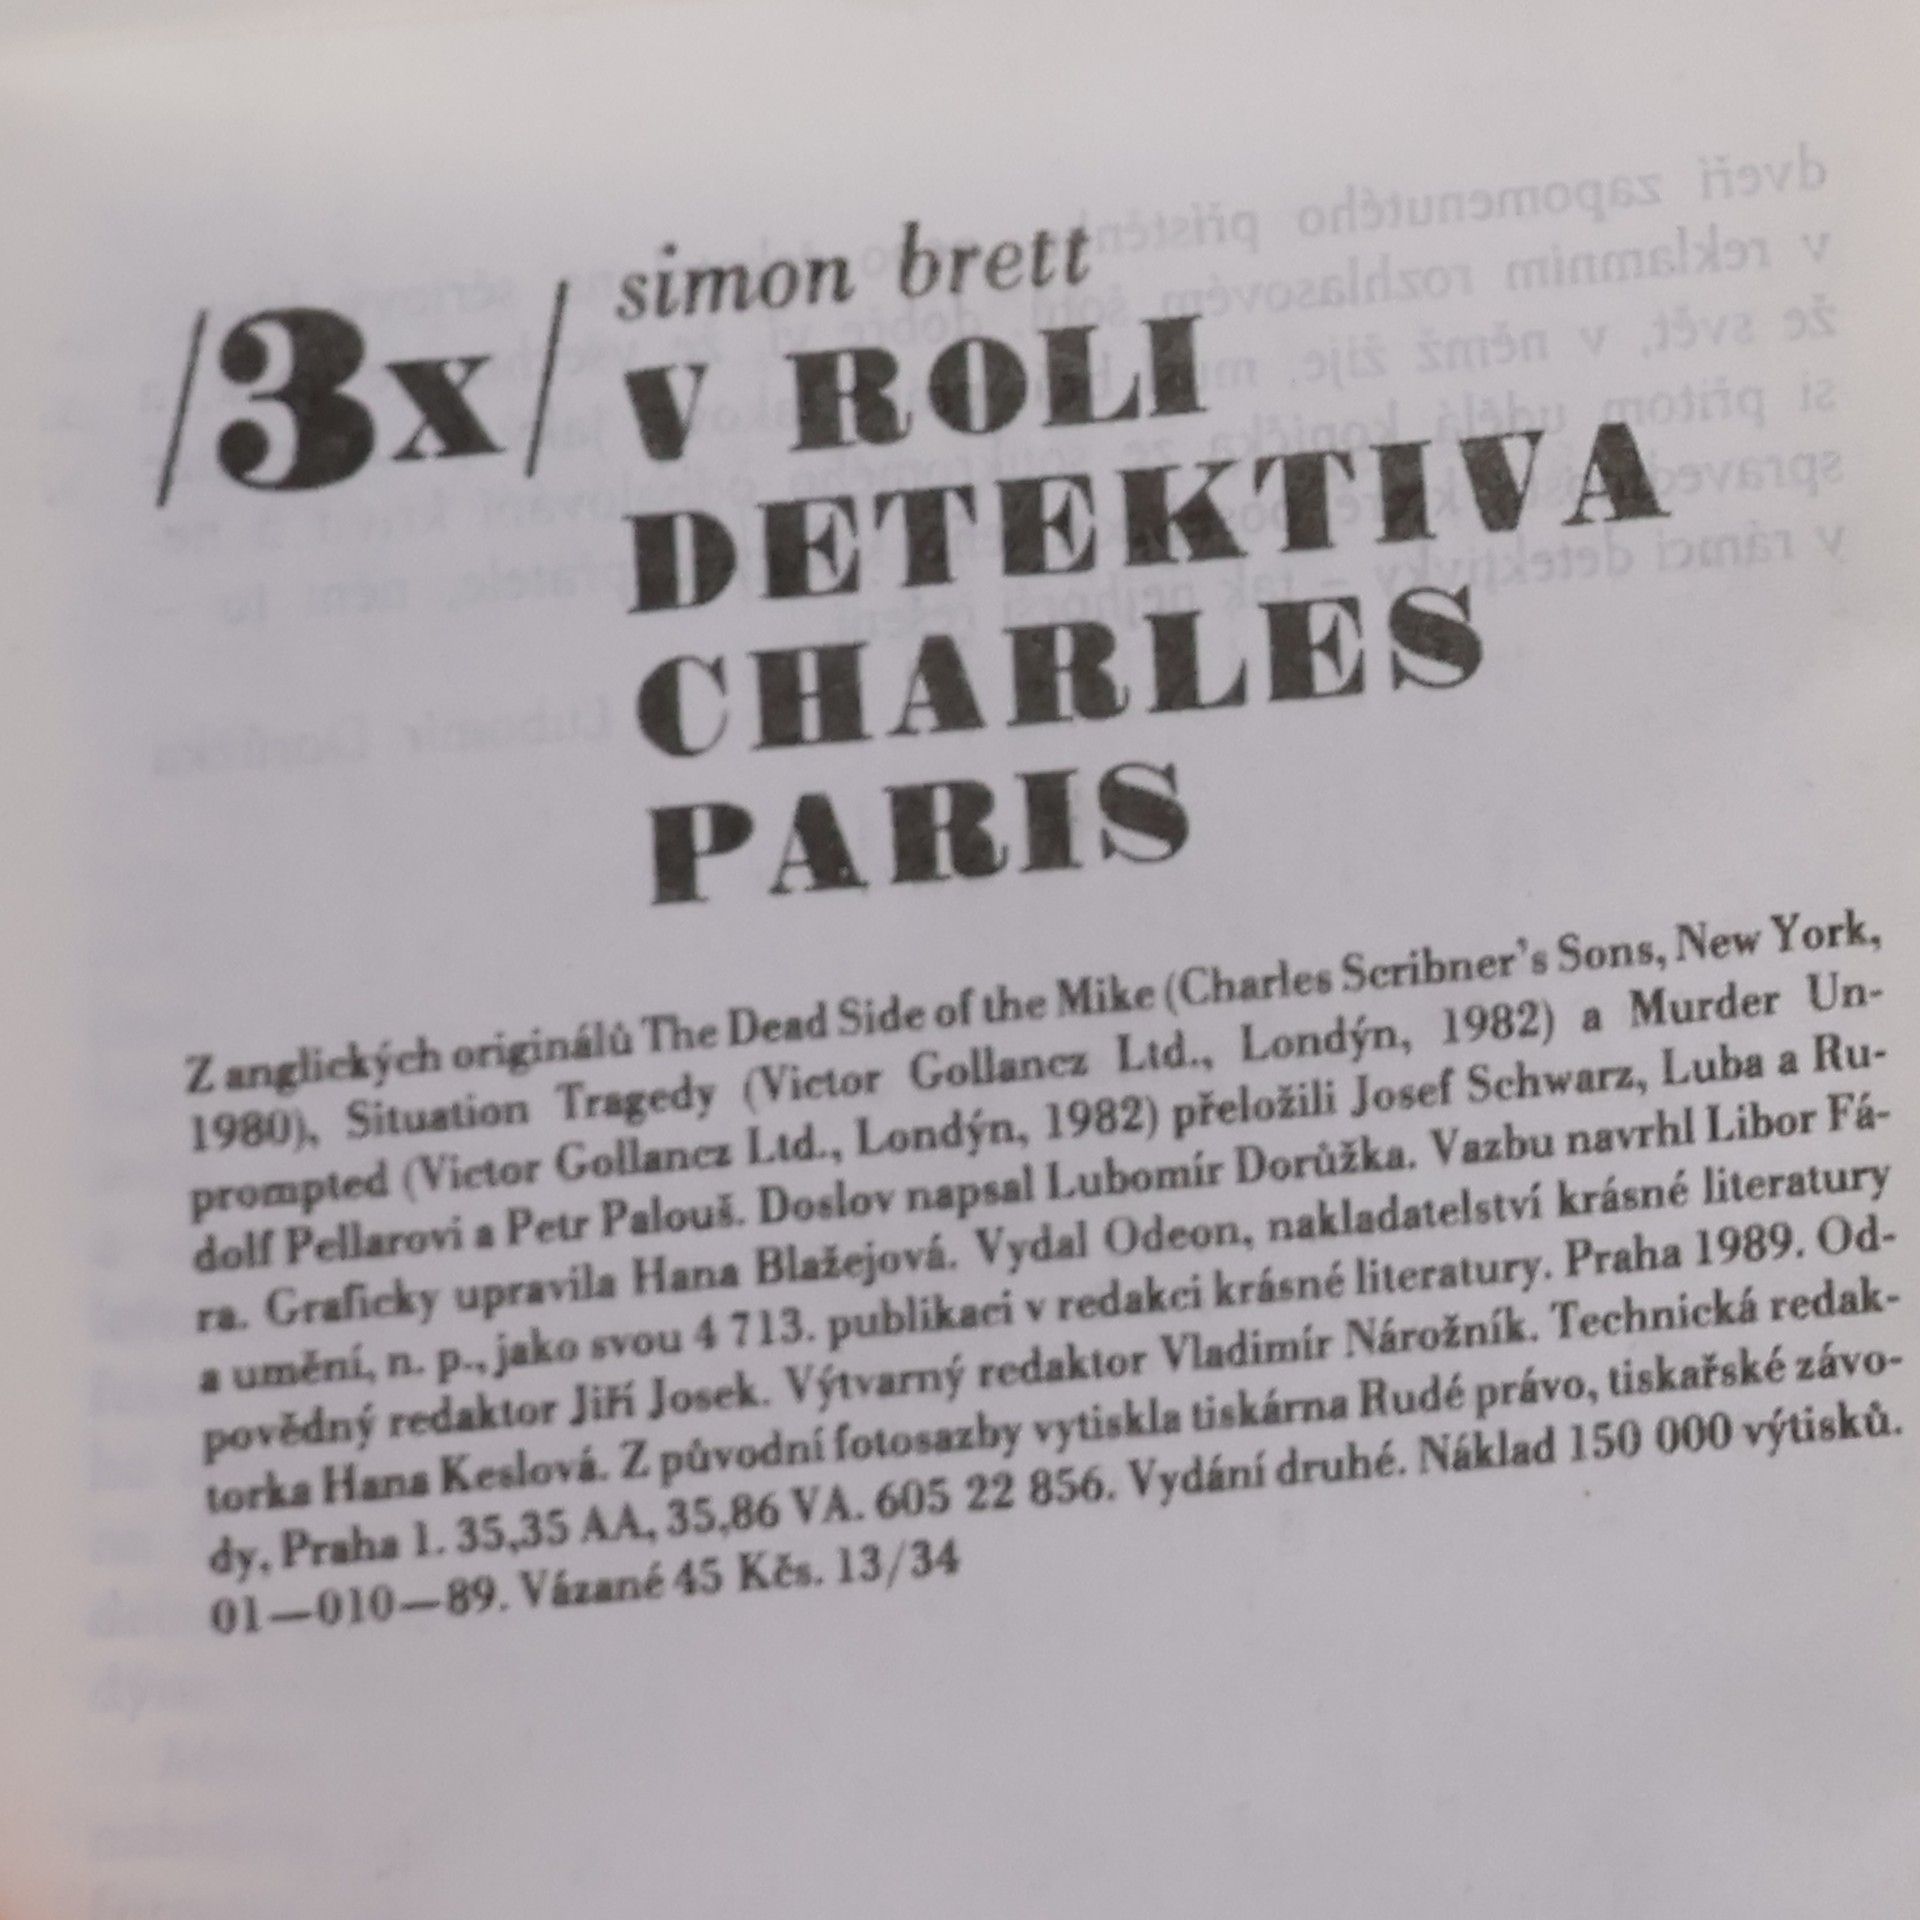 simon brett
/3x/ V ROLI
DETEKTIVA
CHARLES
PARIS
Z anglických originálů The Dead Side of the Mike (Charles Scribner's Sons, New York,
1980), Situation Tragedy (Victor Gollancz Ltd., Londýn, 1982) a Murder Un-
prompted (Victor Gollancz Ltd., Londýn, 1982) přeložili Josef Schwarz, Luba a Ru-
dolf Pellarovi a Petr Palouš. Doslov napsal Lubomír Dorůžka. Vazbu navrhl Libor Fá-
ra. Graficky upravila Hana Blažejová. Vydal Odeon, nakladatelství krásné literatury
a umění, n. p., jako svou 4 713. publikaci v redakci krásné literatury. Praha 1989. Od-
povědný redaktor Jiří Josek. Výtvarný redaktor Vladimír Nárožník. Technická redak-
torka Hana Keslová. Z původní fotosazby vytiskla tiskárna Rudé právo, tiskařské závo-
dy, Praha 1. 35,35 AA, 35,86 VA. 605 22 856. Vydání druhé. Náklad 150 000 výtisků.
01—010—89. Vázané 45 Kčs. 13/34